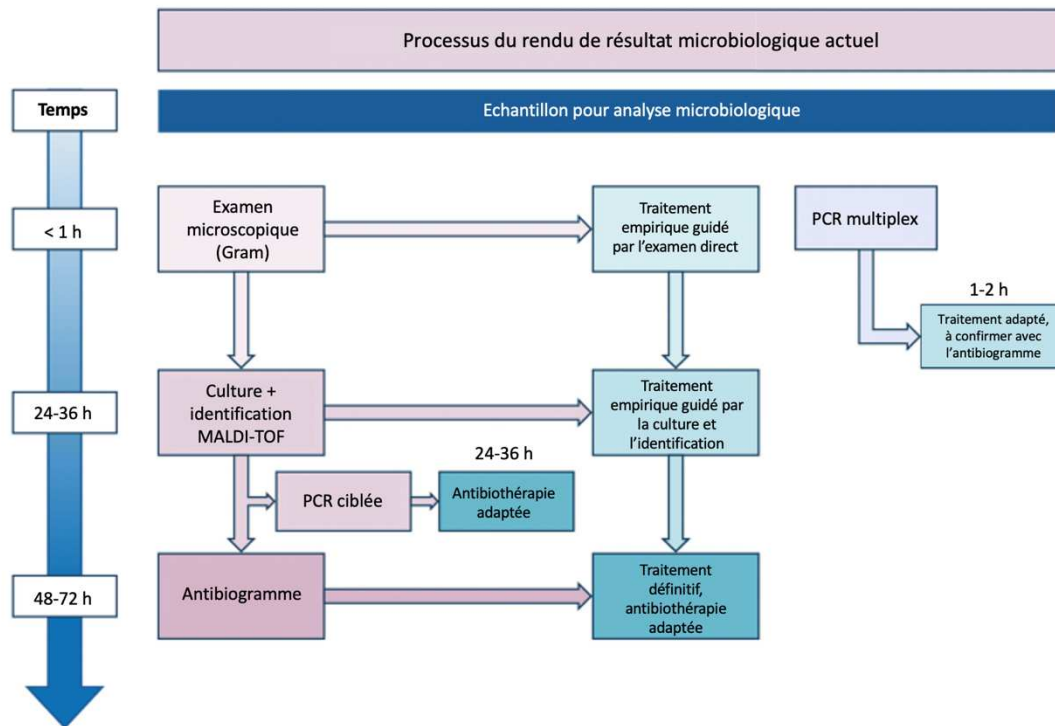 Processus du rendu de résultat microbiologique actuel
Temps
Echantillon pour analyse microbiologique
< 1 h
Examen
microscopique
(Gram)
Traitement
empirique guidé
par l’examen direct
PCR multiplex
1-2 h
Traitement adapté,
à confirmer avec
l’antibiogramme
24-36 h
Culture +
identification
MALDI-TOF
Traitement
empirique guidé par
la culture et
l’identification
PCR ciblée
24-36 h
Antibiothérapie
adaptée
48-72 h
Antibiogramme
Traitement
définitif,
antibiothérapie
adaptée